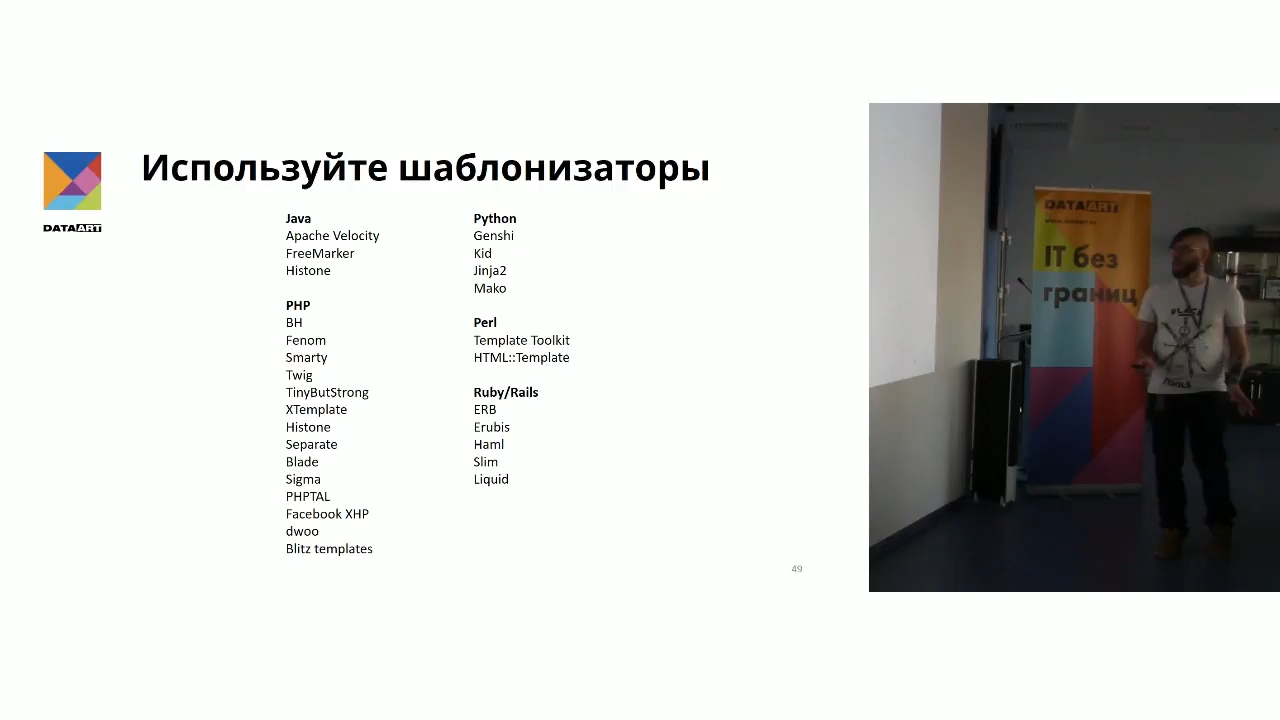 Используйте шаблонизаторы
DATAART
Java
Apache Velocity
FreeMarker
Histone
PHP
BH
Fenom
Smarty
Twig
TinyButStrong
XTemplate
Histone
Separate
Blade
Sigma
PHPTAL
Facebook XHP
dwoo
Blitz templates
Python
Genshi
Kid
Jinja2
Mako
Perl
Template Toolkit
HTML::Template
Ruby/Rails
ERB
Erubis
Haml
Slim
Liquid
49
DATAART
IT без
границ
TOOLS